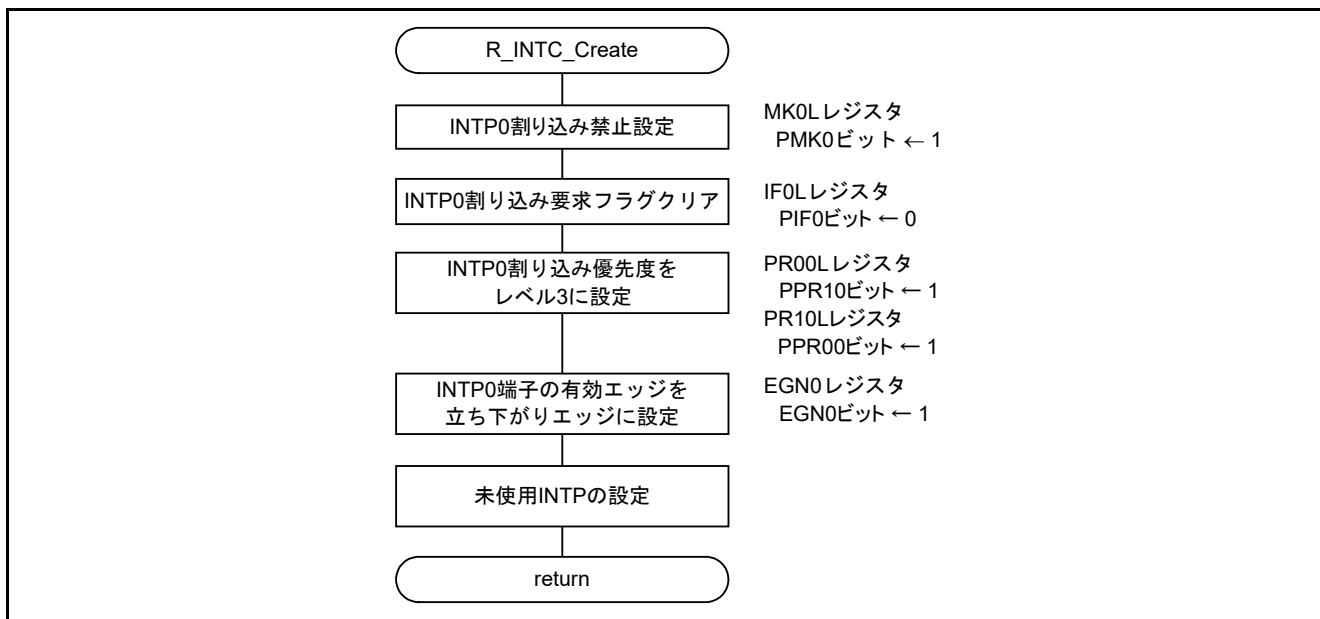 R_INTC_Create
INTP0割り込み禁止設定
MK0Lレジスタ
PMK0ビット ← 1
INTP0割り込み要求フラグクリア
IF0Lレジスタ
PIF0ビット ← 0
INTP0割り込み優先度を
レベル3に設定
PR00Lレジスタ
PPR10ビット ← 1
PR10Lレジスタ
PPR00ビット ← 1
INTP0端子の有効エッジを
立ち下がりエッジに設定
EGN0レジスタ
EGN0ビット ← 1
未使用INTPの設定
return